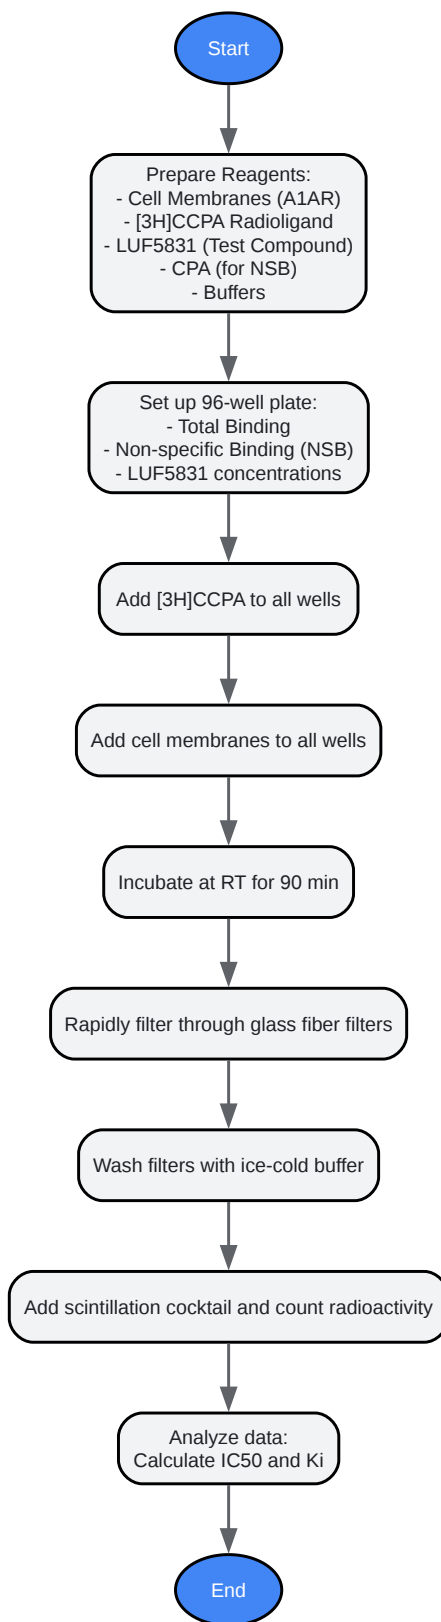 Start
Prepare Reagents:
- Cell Membranes (A1AR)
- [3H]CCPA Radioligand
- LUF5831 (Test Compound)
- CPA (for NSB)
- Buffers
Set up 96-well plate:
- Total Binding
- Non-specific Binding (NSB)
- LUF5831 concentrations
Add [3H]CCPA to all wells
Add cell membranes to all wells
Incubate at RT for 90 min
Rapidly filter through glass fiber filters
Wash filters with ice-cold buffer
Add scintillation cocktail and count radioactivity
Analyze data:
Calculate IC50 and Ki
End